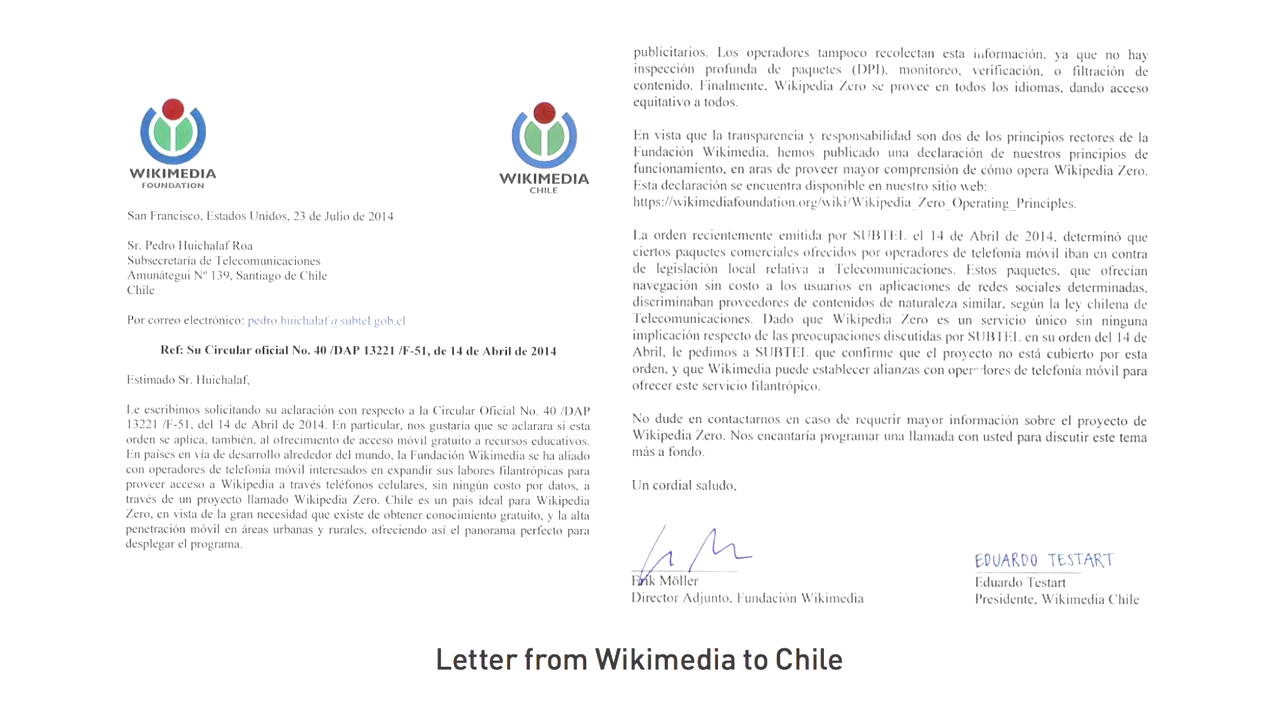 WIKIMEDIA
FOUNDATION
WIKIMEDIA
CHILE
San Francisco, Estados Unidos, 23 de Julio de 2014
Sr. Pedro Huichalaf Roa
Subsecretaría de Telecomunicaciones
Amunátegui Nº 139, Santiago de Chile
Chile
Por correo electrónico: pedro.huichalaf@subtel.gob.cl
Ref: Su Circular oficial No. 40 /DAP 13221 /F-51, de 14 de Abril de 2014
Estimado Sr. Huichalaf,
Le escribimos solicitando su aclaración con respecto a la Circular Oficial No. 40 /DAP
13221 /F-51, del 14 de Abril de 2014. En particular, nos gustaría que se aclarara si esta
orden se aplica, también, al ofrecimiento de acceso móvil gratuito a recursos educativos.
En países en vía de desarrollo alrededor del mundo, la Fundación Wikimedia se ha aliado
con operadores de telefonía móvil interesados en expandir sus labores filantrópicas para
proveer acceso a Wikipedia a través teléfonos celulares, sin ningún costo por datos, a
través de un proyecto llamado Wikipedia Zero. Chile es un país ideal para Wikipedia
Zero, en vista de la gran necesidad que existe de obtener conocimiento gratuito, y la alta
penetración móvil en áreas urbanas y rurales, ofreciendo así el panorama perfecto para
desplegar el programa.
publicitarios. Los operadores tampoco recolectan esta información, ya que no hay
inspección profunda de paquetes (DPI), monitoreo, verificación, o filtración de
contenido. Finalmente, Wikipedia Zero se provee en todos los idiomas, dando acceso
equitativo a todos.
En vista que la transparencia y responsabilidad son dos de los principios rectores de la
Fundación Wikimedia, hemos publicado una declaración de nuestros principios de
funcionamiento, en aras de proveer mayor comprensión de cómo opera Wikipedia Zero.
Esta declaración se encuentra disponible en nuestro sitio web:
https://wikimediafoundation.org/wiki/Wikipedia_Zero_Operating_Principles.
La orden recientemente emitida por SUBTEL el 14 de Abril de 2014, determinó que
ciertos paquetes comerciales ofrecidos por operadores de telefonía móvil iban en contra
de legislación local relativa a Telecomunicaciones. Estos paquetes, que ofrecían
navegación sin costo a los usuarios en aplicaciones de redes sociales determinadas,
discriminaban proveedores de contenidos de naturaleza similar, según la ley chilena de
Telecomunicaciones. Dado que Wikipedia Zero es un servicio único sin ninguna
implicación respecto de las preocupaciones discutidas por SUBTEL en su orden del 14 de
Abril, le pedimos a SUBTEL que confirme que el proyecto no está cubierto por esta
orden, y que Wikimedia puede establecer alianzas con operadores de telefonía móvil para
ofrecer este servicio filantrópico.
No dude en contactarnos en caso de requerir mayor información sobre el proyecto de
Wikipedia Zero. Nos encantaría programar una llamada con usted para discutir este tema
más a fondo.
Un cordial saludo,
Erik Möller
Director Adjunto, Fundación Wikimedia
EDUARDO TESTART
Eduardo Testart
Presidente, Wikimedia Chile
Letter from Wikimedia to Chile